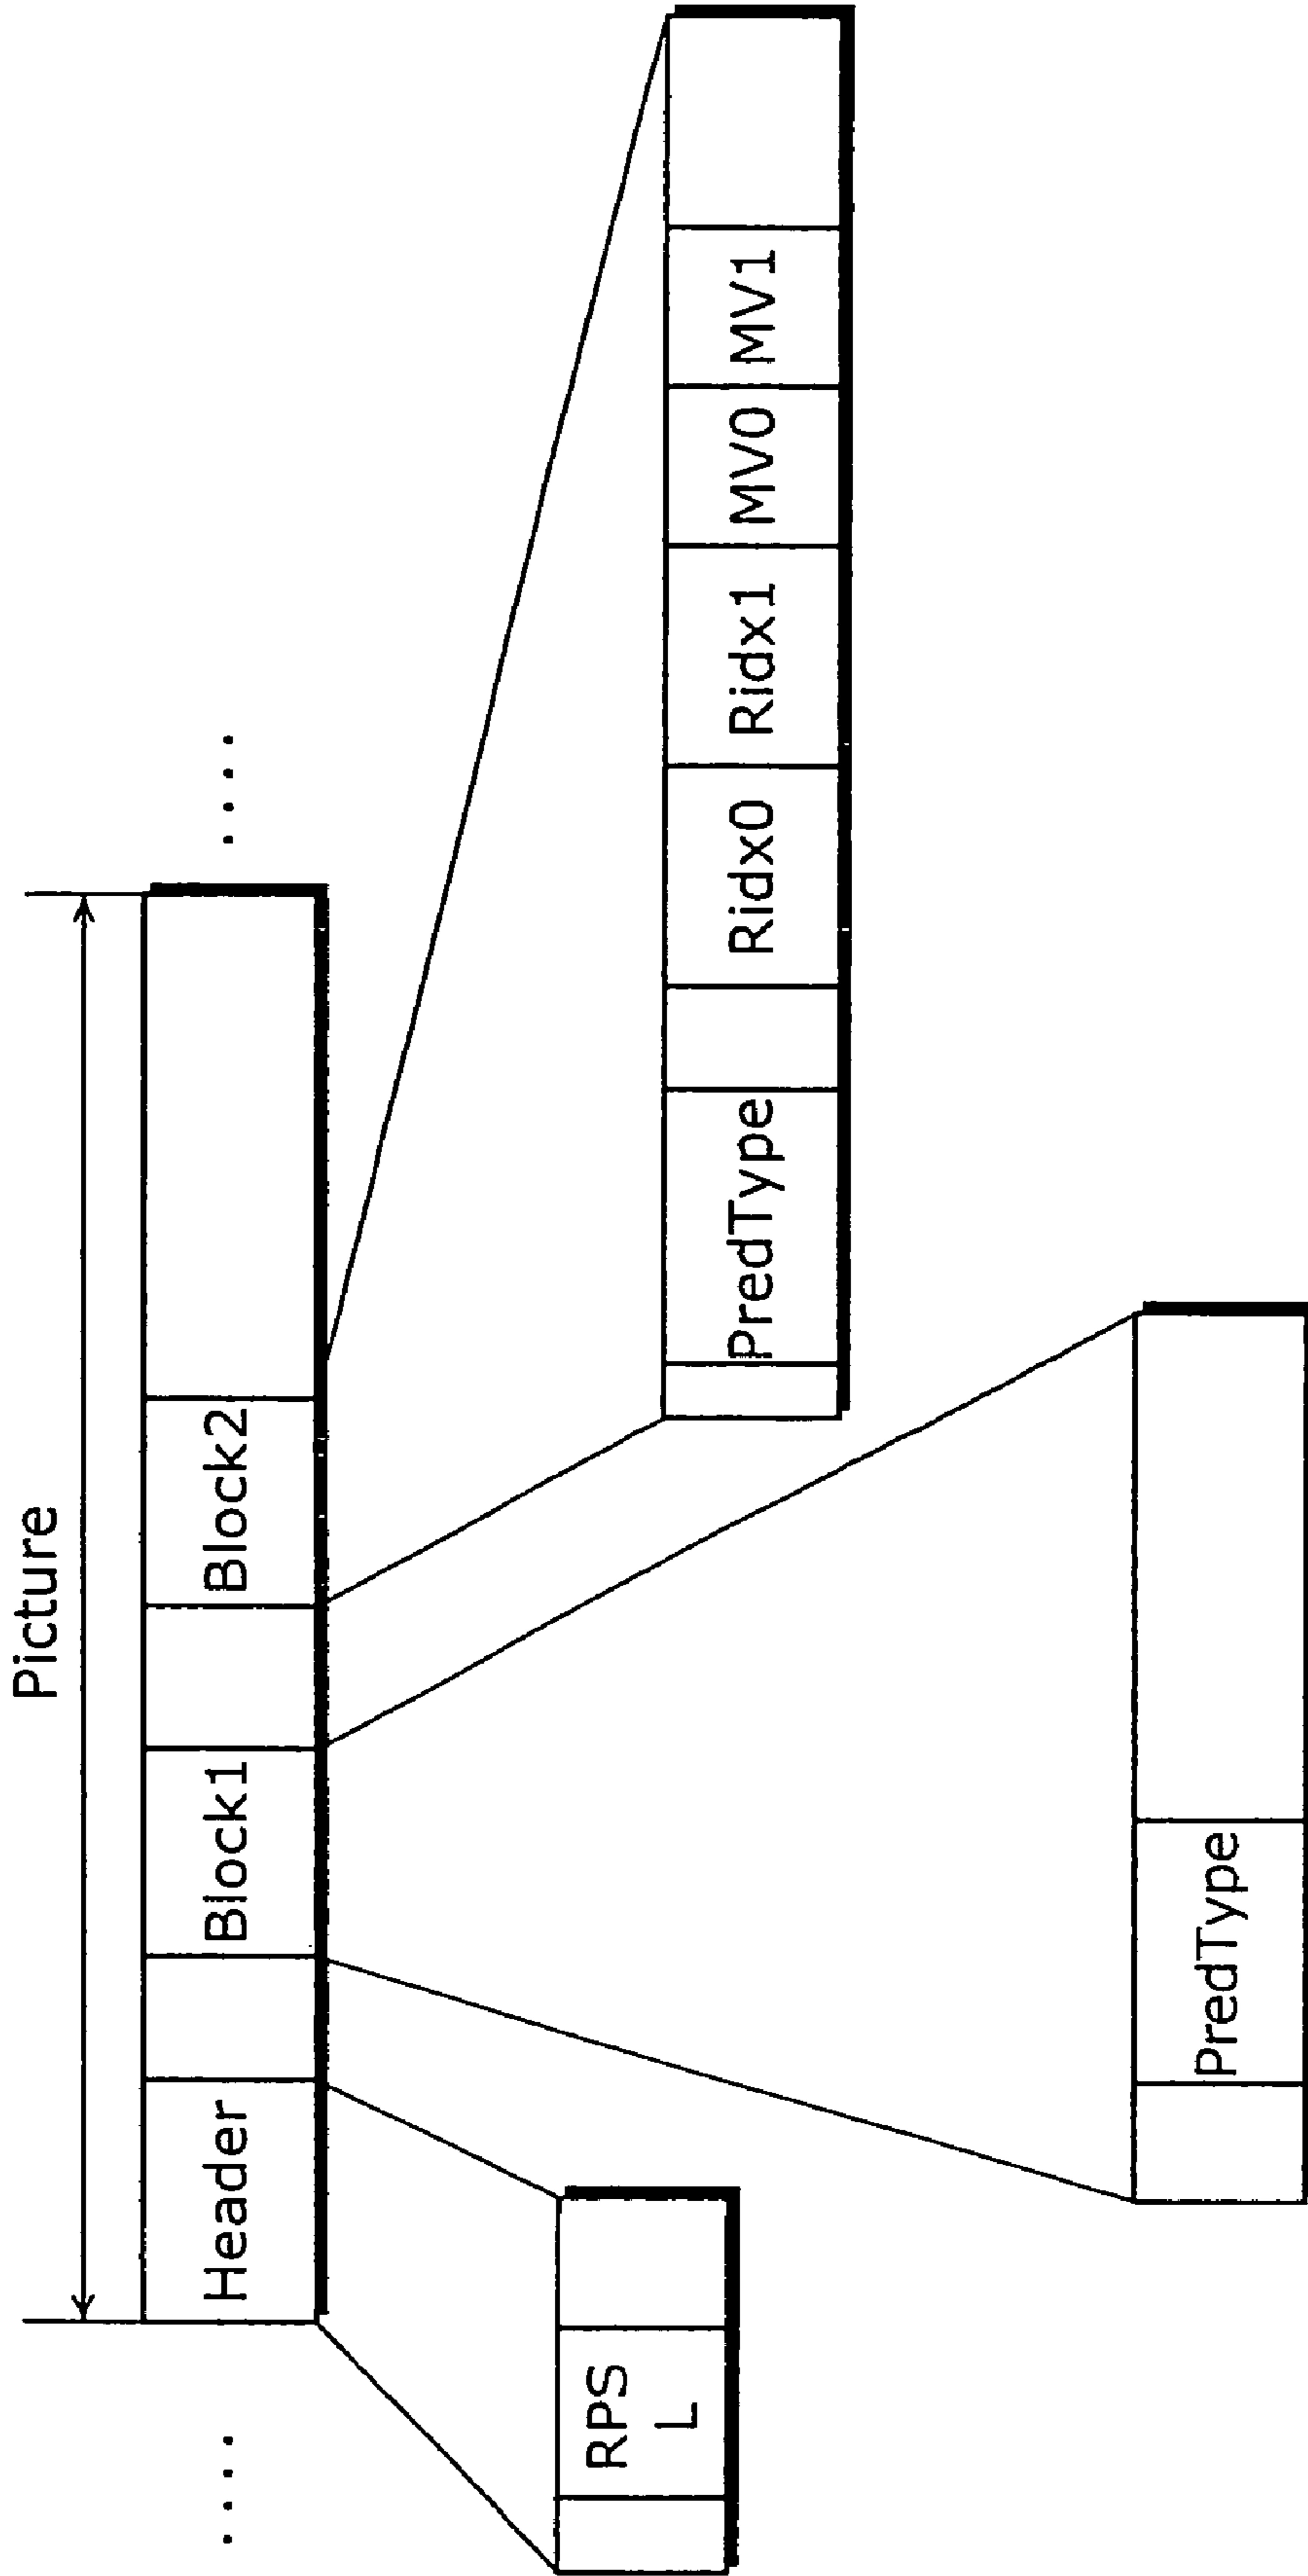 Picture
....
Header
Block1
Block2
....
RPS
L
PredType
Ridx0
Ridx1
MV0
MV1
PredType